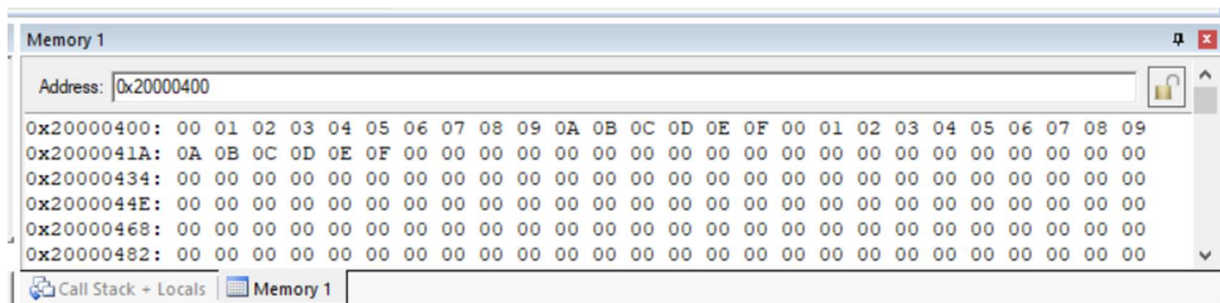 Memory 1
Address: 0x20000400
0x20000400: 00 01 02 03 04 05 06 07 08 09 0A 0B 0C 0D 0E 0F 00 01 02 03 04 05 06 07 08 09
0x2000041A: 0A 0B 0C 0D 0E 0F 00 00 00 00 00 00 00 00 00 00 00 00 00 00 00 00 00 00 00 00
0x20000434: 00 00 00 00 00 00 00 00 00 00 00 00 00 00 00 00 00 00 00 00 00 00 00 00 00 00
0x2000044E: 00 00 00 00 00 00 00 00 00 00 00 00 00 00 00 00 00 00 00 00 00 00 00 00 00 00
0x20000468: 00 00 00 00 00 00 00 00 00 00 00 00 00 00 00 00 00 00 00 00 00 00 00 00 00 00
0x20000482: 00 00 00 00 00 00 00 00 00 00 00 00 00 00 00 00 00 00 00 00 00 00 00 00 00 00
Call Stack + Locals Memory 1